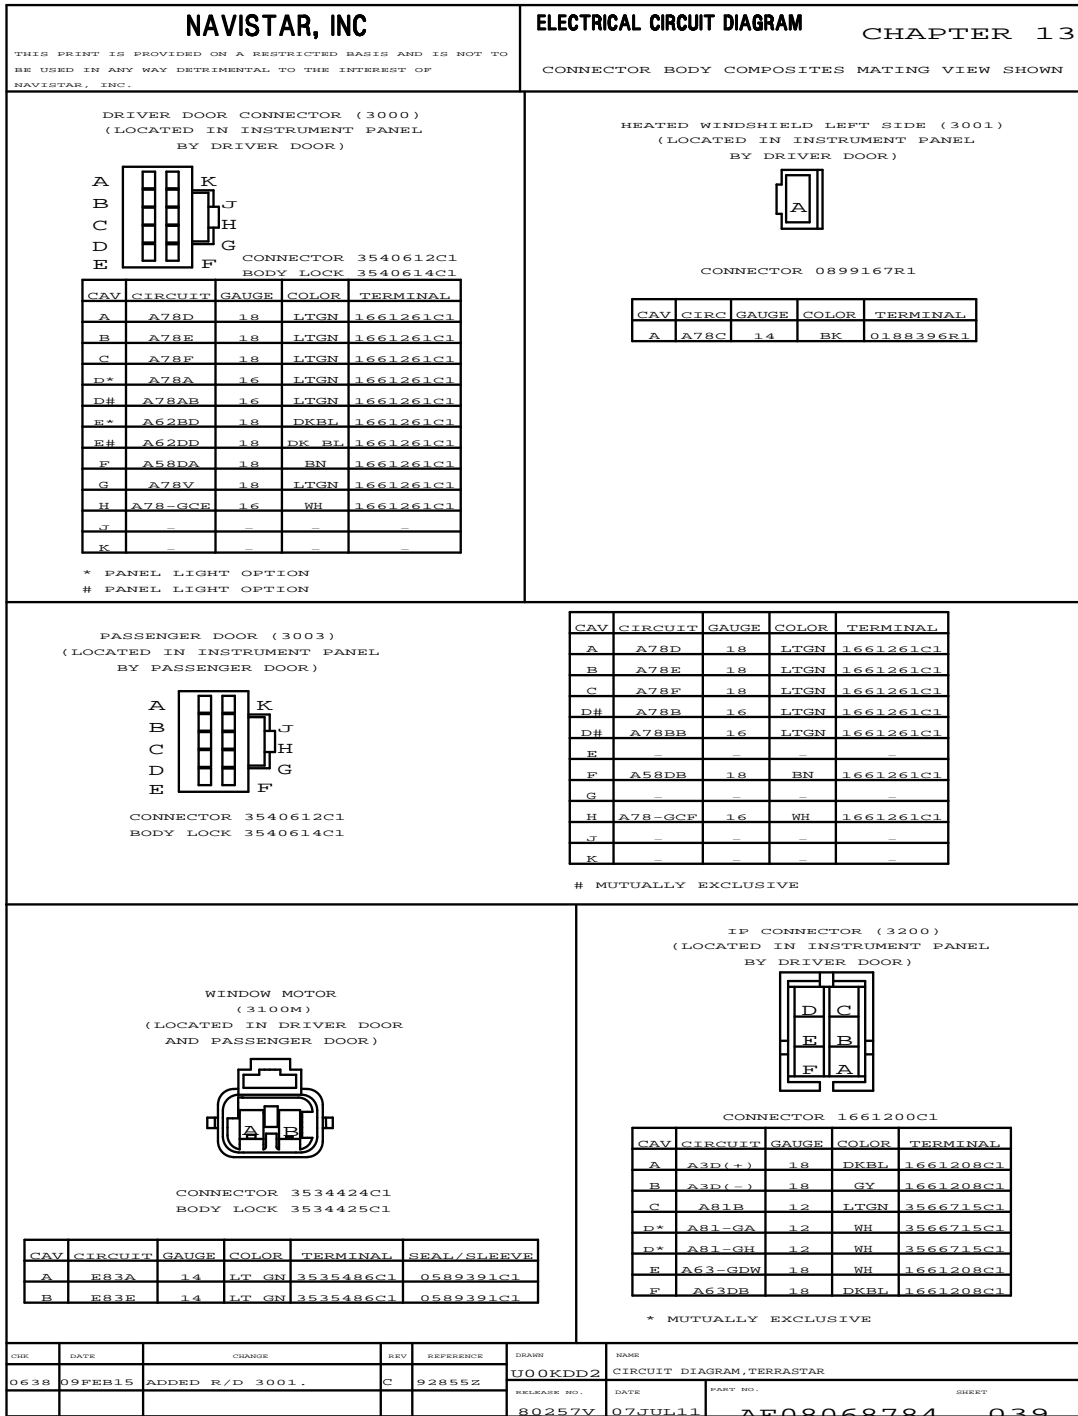 NAVISTAR, INC
THIS PRINT IS PROVIDED ON A RESTRICTED BASIS AND IS NOT TO
BE USED IN ANY WAY DETRIMENTAL TO THE INTEREST OF
NAVISTAR, INC.
ELECTRICAL CIRCUIT DIAGRAM
CHAPTER 13
CONNECTOR BODY COMPOSITES MATING VIEW SHOWN
DRIVER DOOR CONNECTOR (3000)
(LOCATED IN INSTRUMENT PANEL
BY DRIVER DOOR)
A K
B J
C H
D G
E F
CONNECTOR 3540612C1
BODY LOCK 3540614C1
CAV CIRCUIT GAUGE COLOR TERMINAL
A A78D 18 LTGN 1661261C1
B A78E 18 LTGN 1661261C1
C A78F 18 LTGN 1661261C1
D* A78A 16 LTGN 1661261C1
D# A78AB 16 LTGN 1661261C1
E* A62BD 18 DKBL 1661261C1
E# A62DD 18 DK BL 1661261C1
F A58DA 18 BN 1661261C1
G A78V 18 LTGN 1661261C1
H A78-GCE 16 WH 1661261C1
J - - - -
K - - - -
* PANEL LIGHT OPTION
# PANEL LIGHT OPTION
HEATED WINDSHIELD LEFT SIDE (3001)
(LOCATED IN INSTRUMENT PANEL
BY DRIVER DOOR)
A
CONNECTOR 0899167R1
CAV CIRC GAUGE COLOR TERMINAL
A A78C 14 BK 0188396R1
PASSENGER DOOR (3003)
(LOCATED IN INSTRUMENT PANEL
BY PASSENGER DOOR)
A K
B J
C H
D G
E F
CONNECTOR 3540612C1
BODY LOCK 3540614C1
CAV CIRCUIT GAUGE COLOR TERMINAL
A A78D 18 LTGN 1661261C1
B A78E 18 LTGN 1661261C1
C A78F 18 LTGN 1661261C1
D# A78B 16 LTGN 1661261C1
D# A78BB 16 LTGN 1661261C1
E - - - -
F A58DB 18 BN 1661261C1
G - - - -
H A78-GCF 16 WH 1661261C1
J - - - -
K - - - -
# MUTUALLY EXCLUSIVE
WINDOW MOTOR
(3100M)
(LOCATED IN DRIVER DOOR
AND PASSENGER DOOR)
A B
CONNECTOR 3534424C1
BODY LOCK 3534425C1
CAV CIRCUIT GAUGE COLOR TERMINAL SEAL/SLEEVE
A E83A 14 LT GN 3535486C1 0589391C1
B E83E 14 LT GN 3535486C1 0589391C1
IP CONNECTOR (3200)
(LOCATED IN INSTRUMENT PANEL
BY DRIVER DOOR)
D C
E B
F A
CONNECTOR 1661200C1
CAV CIRCUIT GAUGE COLOR TERMINAL
A A3D(+) 18 DKBL 1661208C1
B A3D(-) 18 GY 1661208C1
C A81B 12 LTGN 3566715C1
D* A81-GA 12 WH 3566715C1
D* A81-GH 12 WH 3566715C1
E A63-GDW 18 WH 1661208C1
F A63DB 18 DKBL 1661208C1
* MUTUALLY EXCLUSIVE
CHK DATE CHANGE REV REFERENCE
0638 09FEB15 ADDED R/D 3001. C 92855Z
DRAWN
U00KDD2
NAME
CIRCUIT DIAGRAM,TERRASTAR
RELEASE NO. DATE PART NO. SHEET
80257V 07JUL11 AE08068784 039